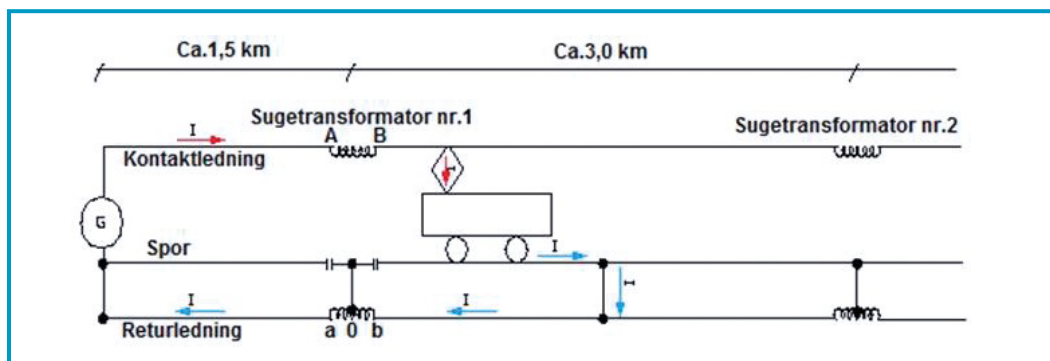 Ca.1,5 km
Ca.3,0 km
Sugetransformator nr.1
Sugetransformator nr.2
I
A
B
Kontaktledning
I
G
Spor
I
I
I
I
Returledning
a
0
b